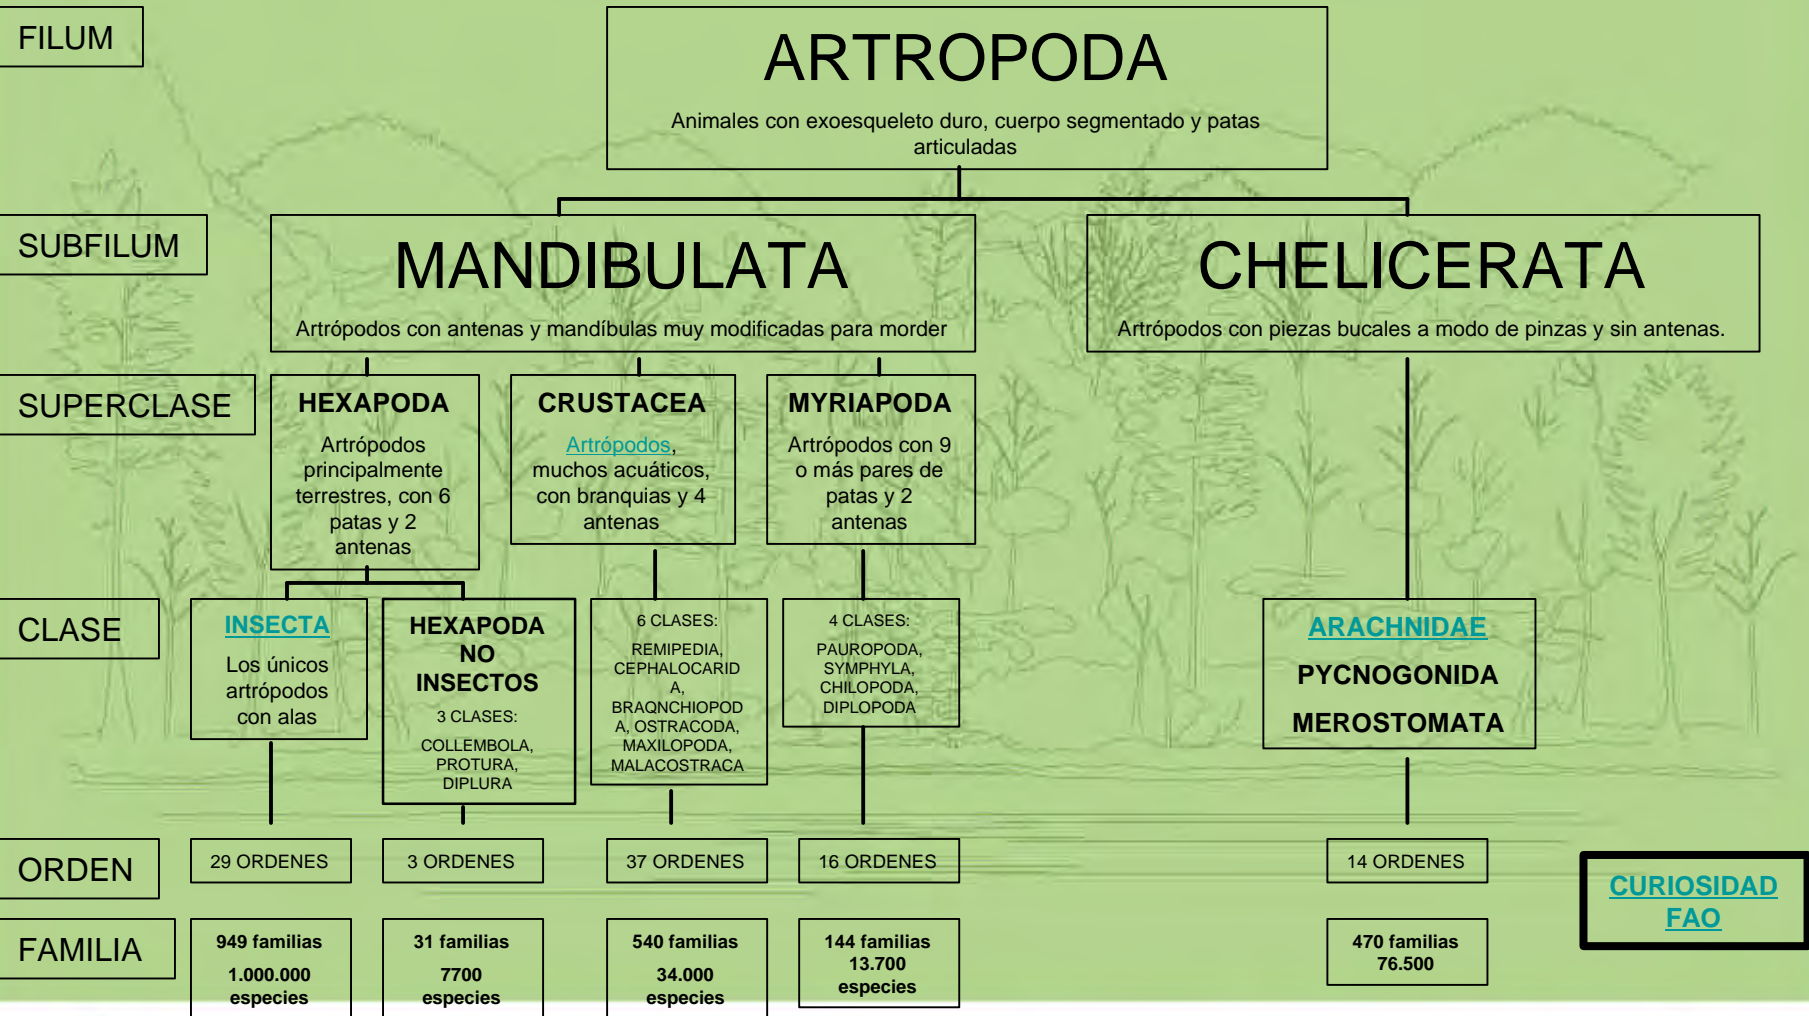 FILUM
ARTROPODA
Animales con exoesqueleto duro, cuerpo segmentado y patas
articuladas
SUBFILUM
MANDIBULATA
Artrópodos con antenas y mandíbulas muy modificadas para morder
CHELICERATA
Artrópodos con piezas bucales a modo de pinzas y sin antenas.
SUPERCLASE
HEXAPODA
Artrópodos
principalmente
terrestres, con 6
patas y 2
antenas
CRUSTACEA
Artrópodos,
muchos acuáticos,
con branquias y 4
antenas
MYRIAPODA
Artrópodos con 9
o más pares de
patas y 2
antenas
CLASE
INSECTA
Los únicos
artrópodos
con alas
HEXAPODA
NO
INSECTOS
3 CLASES:
COLLEMBOLA,
PROTURA,
DIPLURA
6 CLASES:
REMIPEDIA,
CEPHALOCARID
A,
BRAQNCHIOPOD
A, OSTRACODA,
MAXILOPODA,
MALACOSTRACA
4 CLASES:
PAUROPODA,
SYMPHYLA,
CHILOPODA,
DIPLOPODA
ARACHNIDAE
PYCNOGONIDA
MEROSTOMATA
ORDEN
29 ORDENES
3 ORDENES
37 ORDENES
16 ORDENES
14 ORDENES
CURIOSIDAD
FAO
FAMILIA
949 familias
1.000.000
especies
31 familias
7700
especies
540 familias
34.000
especies
144 familias
13.700
especies
470 familias
76.500